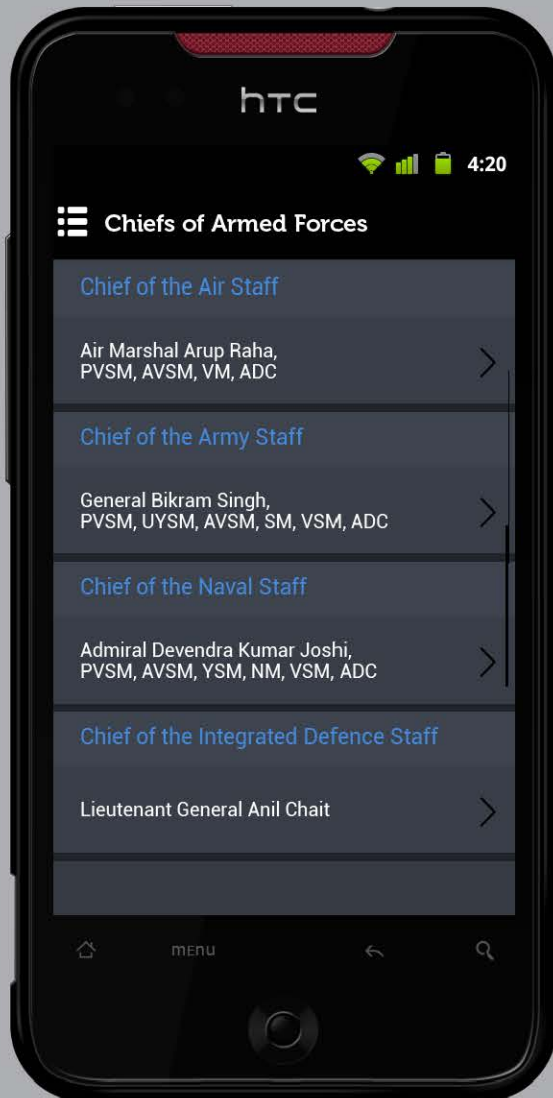 hTC
4:20
Chiefs of Armed Forces
Chief of the Air Staff
Air Marshal Arup Raha,
PVSM, AVSM, VM, ADC
Chief of the Army Staff
General Bikram Singh,
PVSM, UYSM, AVSM, SM, VSM, ADC
Chief of the Naval Staff
Admiral Devendra Kumar Joshi,
PVSM, AVSM, YSM, NM, VSM, ADC
Chief of the Integrated Defence Staff
Lieutenant General Anil Chait
mENU